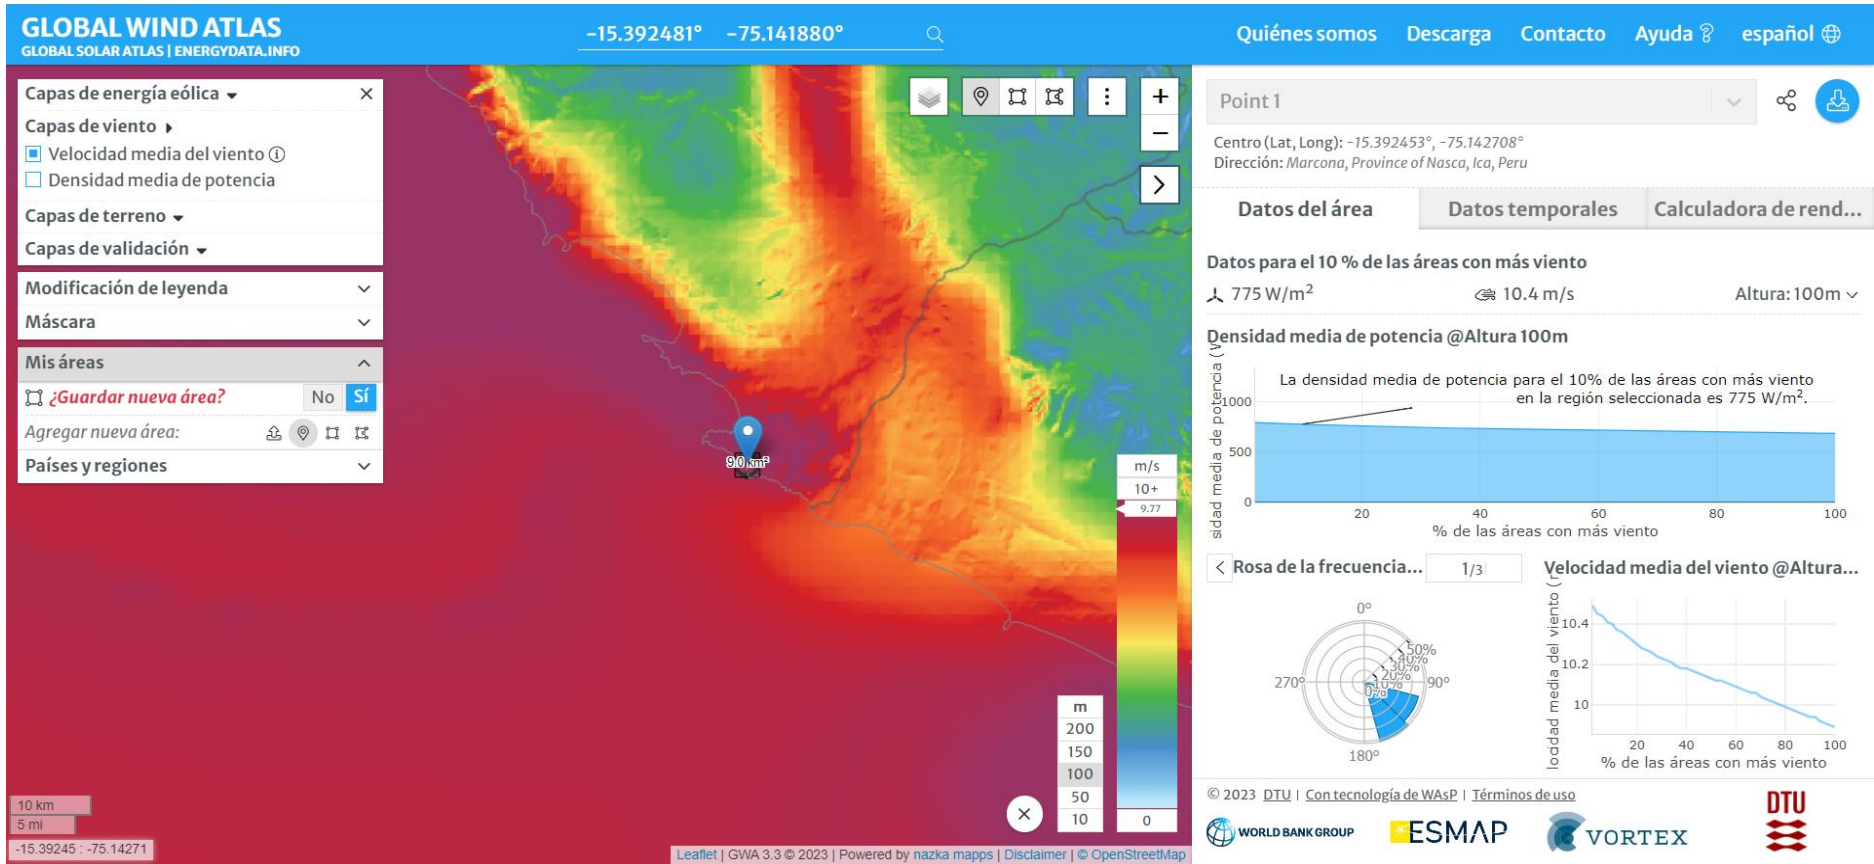 GLOBAL WIND ATLAS
GLOBAL SOLAR ATLAS | ENERGYDATA.INFO
-15.392481° -75.141880°
Quiénes somos Descarga Contacto Ayuda español
Capas de energía eólica
Capas de viento
Velocidad media del viento
Densidad media de potencia
Capas de terreno
Capas de validación
Modificación de leyenda
Máscara
Mis áreas
¿Guardar nueva área? No Sí
Agregar nueva área:
Países y regiones
9.0 km²
m/s
10+
9.77
0
m
200
150
100
50
10
10 km
5 mi
-15.39245 : -75.14271
Leaflet | GWA 3.3 © 2023 | Powered by nazka mapps | Disclaimer | © OpenStreetMap
Point 1
Centro (Lat, Long): -15.392453°, -75.142708°
Dirección: Marcona, Province of Nasca, Ica, Peru
Datos del área Datos temporales Calculadora de rend...
Datos para el 10 % de las áreas con más viento
775 W/m² 10.4 m/s Altura: 100m
Densidad media de potencia @Altura 100m
La densidad media de potencia para el 10% de las áreas con más viento
en la región seleccionada es 775 W/m².
sidad media de potencia (
1000
500
0
20 40 60 80 100
% de las áreas con más viento
Rosa de la frecuencia... 1/3
0°
50%
40%
30%
20%
10%
0%
270° 90°
180°
Velocidad media del viento @Altura...
locidad media del viento (
10.4
10.2
10
20 40 60 80 100
% de las áreas con más viento
© 2023 DTU | Con tecnología de WAsP | Términos de uso
WORLD BANK GROUP ESMAP VORTEX DTU